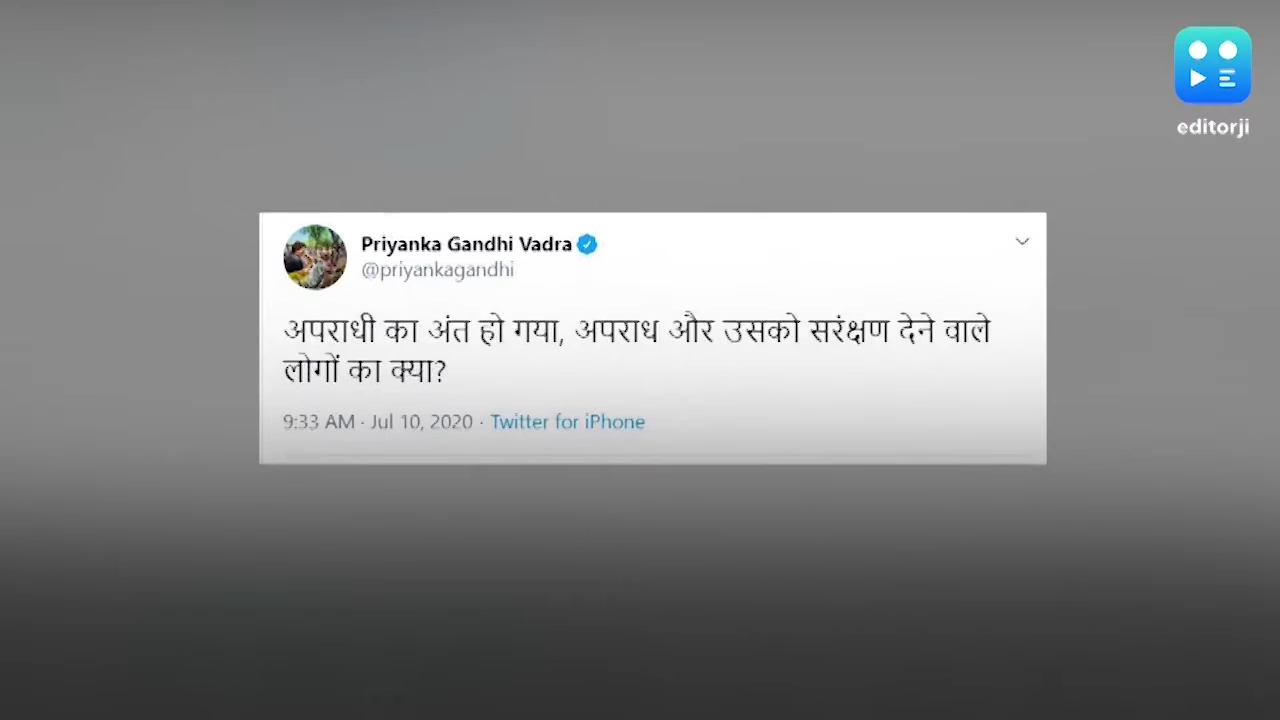 editorji
Priyanka Gandhi Vadra
@priyankagandhi
अपराधी का अंत हो गया, अपराध और उसको सरंक्षण देने वाले
लोगों का क्या?
9:33 AM · Jul 10, 2020 · Twitter for iPhone